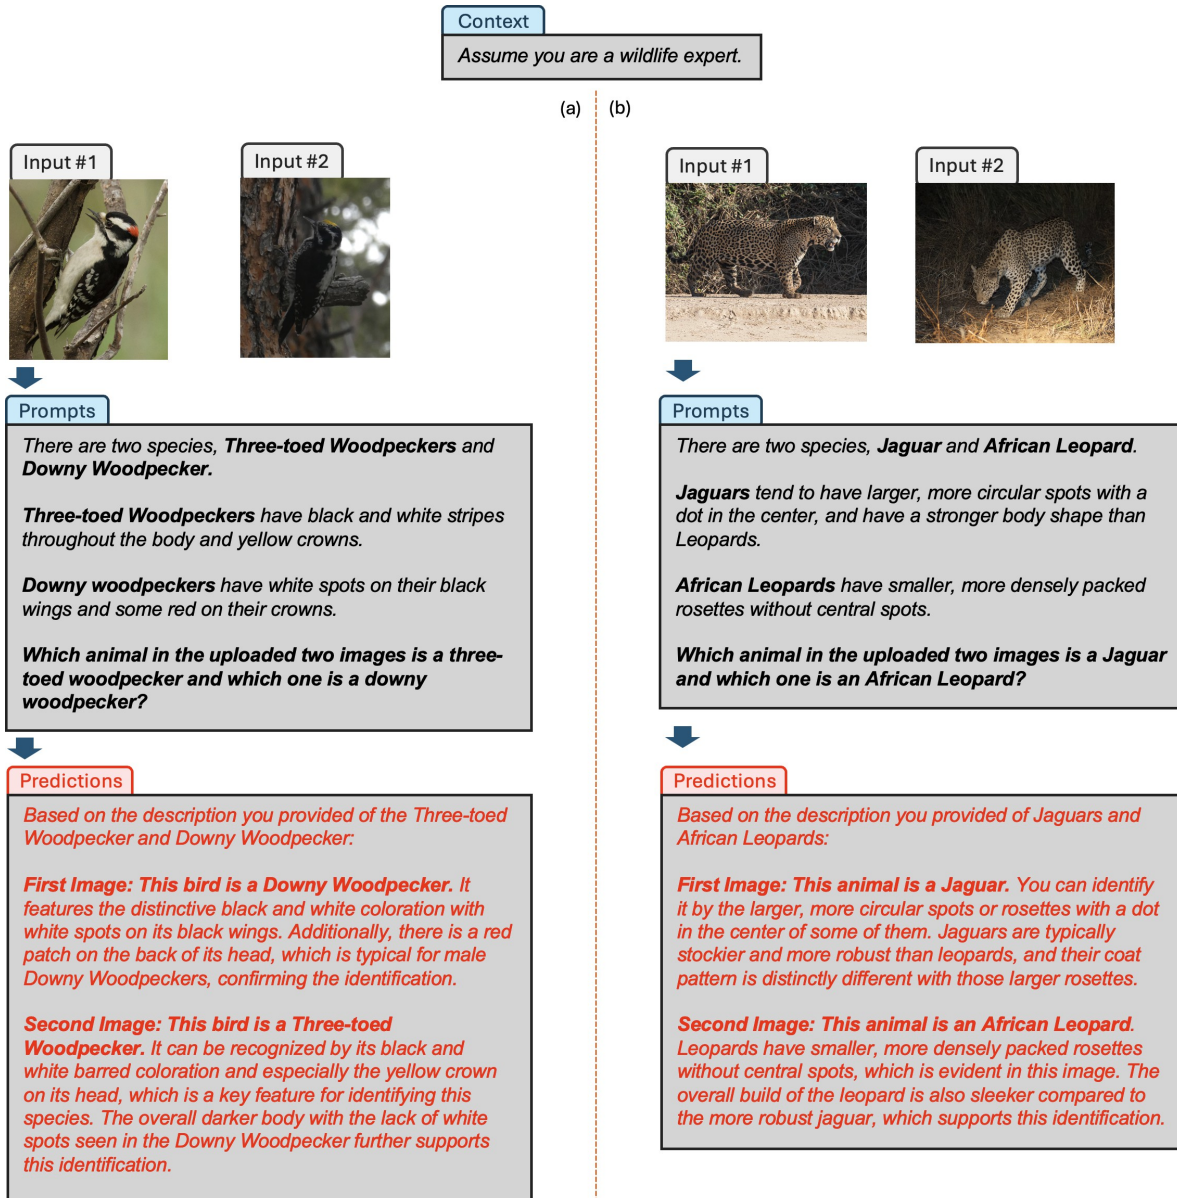 Context
Assume you are a wildlife expert.
(a)
(b)
Input #1
Input #2
Prompts
There are two species, Three-toed Woodpeckers and
Downy Woodpecker.
Three-toed Woodpeckers have black and white stripes
throughout the body and yellow crowns.
Downy woodpeckers have white spots on their black
wings and some red on their crowns.
Which animal in the uploaded two images is a three-
toed woodpecker and which one is a downy
woodpecker?
Predictions
Based on the description you provided of the Three-toed
Woodpecker and Downy Woodpecker:
First Image: This bird is a Downy Woodpecker. It
features the distinctive black and white coloration with
white spots on its black wings. Additionally, there is a red
patch on the back of its head, which is typical for male
Downy Woodpeckers, confirming the identification.
Second Image: This bird is a Three-toed
Woodpecker. It can be recognized by its black and
white barred coloration and especially the yellow crown
on its head, which is a key feature for identifying this
species. The overall darker body with the lack of white
spots seen in the Downy Woodpecker further supports
this identification.
Input #1
Input #2
Prompts
There are two species, Jaguar and African Leopard.
Jaguars tend to have larger, more circular spots with a
dot in the center, and have a stronger body shape than
Leopards.
African Leopards have smaller, more densely packed
rosettes without central spots.
Which animal in the uploaded two images is a Jaguar
and which one is an African Leopard?
Predictions
Based on the description you provided of Jaguars and
African Leopards:
First Image: This animal is a Jaguar. You can identify
it by the larger, more circular spots or rosettes with a dot
in the center of some of them. Jaguars are typically
stockier and more robust than leopards, and their coat
pattern is distinctly different with those larger rosettes.
Second Image: This animal is an African Leopard.
Leopards have smaller, more densely packed rosettes
without central spots, which is evident in this image. The
overall build of the leopard is also sleeker compared to
the more robust jaguar, which supports this identification.